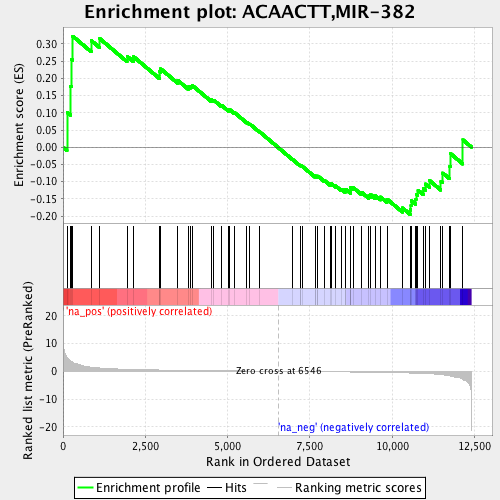 Enrichment plot: ACAACTT,MIR-382
Enrichment score (ES)
0.30
0.25
0.20
0.15
0.10
0.05
0.00
-0.05
-0.10
-0.15
-0.20
'na_pos' (positively correlated)
Ranked list metric (PreRanked)
20
10
0
-10
-20
Zero cross at 6546
'na_neg' (negatively correlated)
0
2,500
5,000
7,500
10,000
12,500
Rank in Ordered Dataset
Enrichment profile
Hits
Ranking metric scores